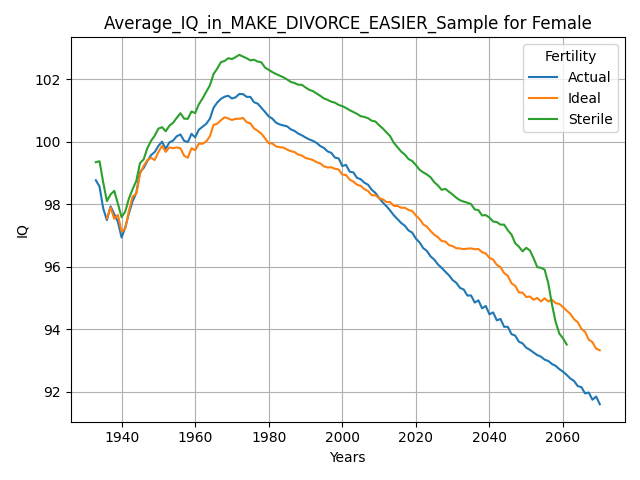 Average_IQ_in_MAKE_DIVORCE_EASIER_Sample for Female
Fertility
Actual
Ideal
Sterile
IQ
102
100
98
96
94
92
1940 1960 1980 2000 2020 2040 2060
Years